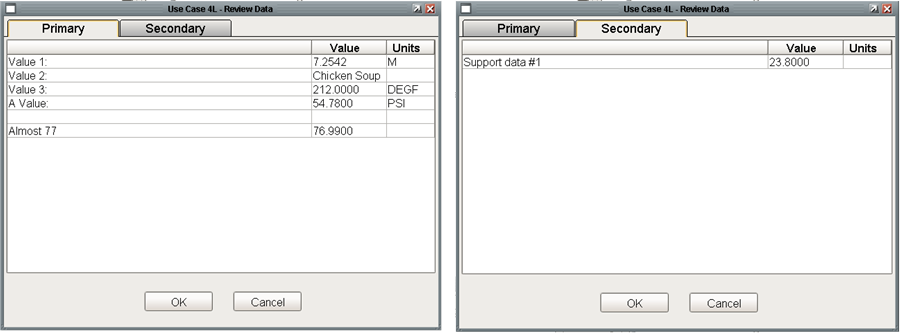 Use Case 4L - Review Data
Primary Secondary
Value Units
Value 1: 7.2542 M
Value 2: Chicken Soup
Value 3: 212.0000 DEGF
A Value: 54.7800 PSI
Almost 77 76.9900
OK Cancel
Use Case 4L - Review Data
Primary Secondary
Value Units
Support data #1 23.8000
OK Cancel